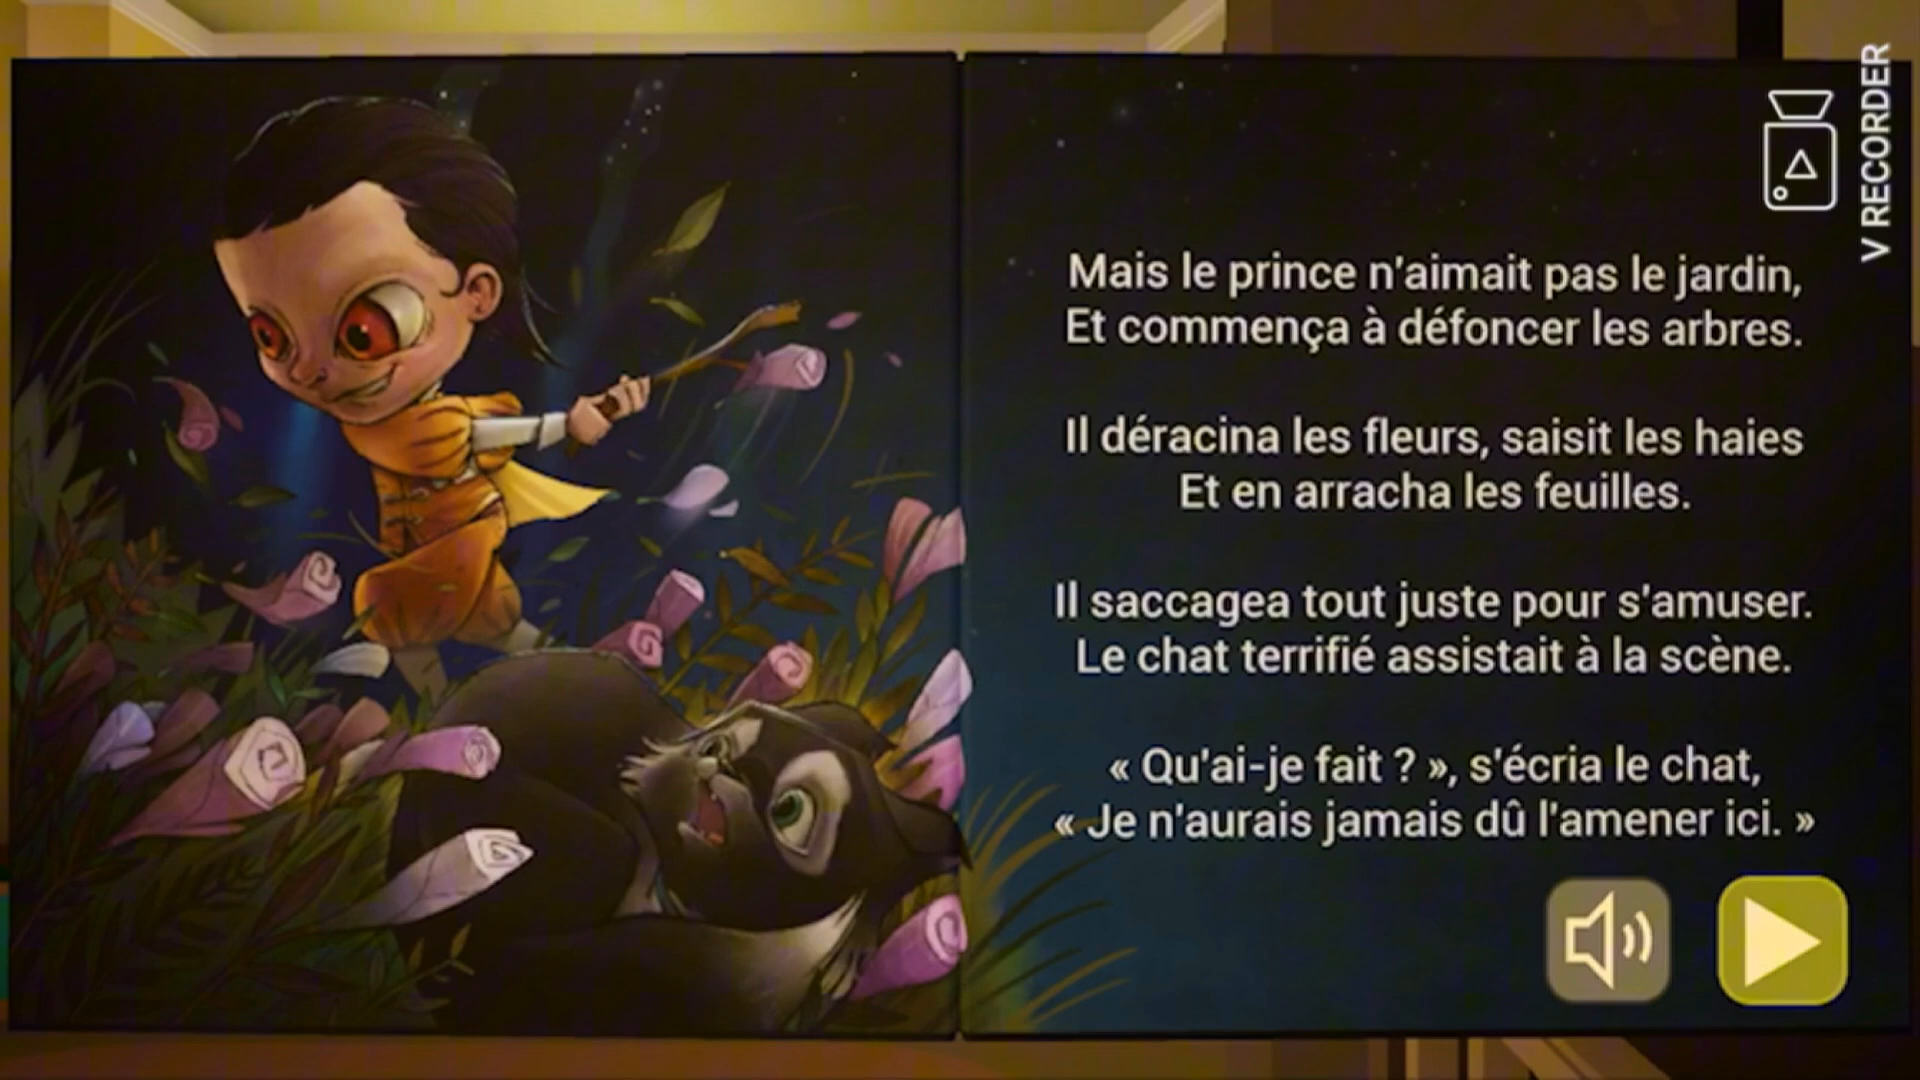 Mais le prince n'aimait pas le jardin,
Et commença à défoncer les arbres.
Il déracina les fleurs, saisit les haies
Et en arracha les feuilles.
Il saccagea tout juste pour s'amuser.
Le chat terrifié assistait à la scène.
« Qu'ai-je fait ? », s'écria le chat,
« Je n'aurais jamais dû l'amener ici. »
V RECORDER